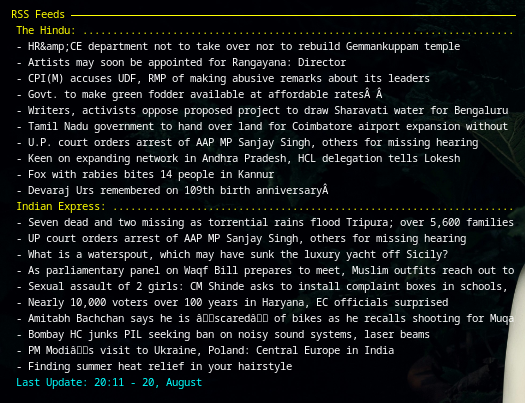 RSS Feeds
The Hindu: ................................................................................
- HR&amp;CE department not to take over nor to rebuild Gemmankuppam temple
- Artists may soon be appointed for Rangayana: Director
- CPI(M) accuses UDF, RMP of making abusive remarks about its leaders
- Govt. to make green fodder available at affordable ratesÂ Â
- Writers, activists oppose proposed project to draw Sharavati water for Bengaluru
- Tamil Nadu government to hand over land for Coimbatore airport expansion without
- U.P. court orders arrest of AAP MP Sanjay Singh, others for missing hearing
- Keen on expanding network in Andhra Pradesh, HCL delegation tells Lokesh
- Fox with rabies bites 14 people in Kannur
- Devaraj Urs remembered on 109th birth anniversaryÂ
Indian Express: ................................................................................
- Seven dead and two missing as torrential rains flood Tripura; over 5,600 families
- UP court orders arrest of AAP MP Sanjay Singh, others for missing hearing
- What is a waterspout, which may have sunk the luxury yacht off Sicily?
- As parliamentary panel on Waqf Bill prepares to meet, Muslim outfits reach out to
- Sexual assault of 2 girls: CM Shinde asks to install complaint boxes in schools,
- Nearly 10,000 voters over 100 years in Haryana, EC officials surprised
- Amitabh Bachchan says he is â▯▯scaredâ▯▯ of bikes as he recalls shooting for Muqa
- Bombay HC junks PIL seeking ban on noisy sound systems, laser beams
- PM Modiâ▯▯s visit to Ukraine, Poland: Central Europe in India
- Finding summer heat relief in your hairstyle
Last Update: 20:11 - 20, August